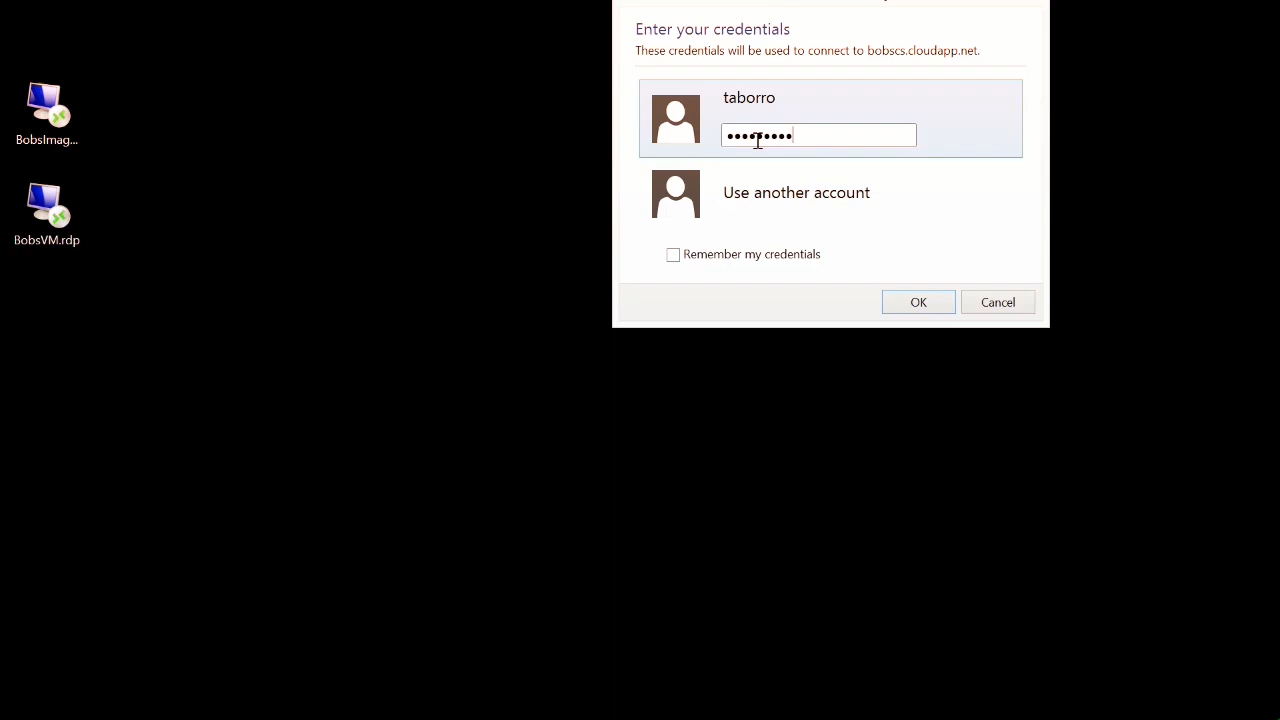 Enter your credentials
These credentials will be used to connect to bobscs.cloudapp.net.
taborro
•••••••••
Use another account
Remember my credentials
OK
Cancel
BobsImag...
BobsVM.rdp